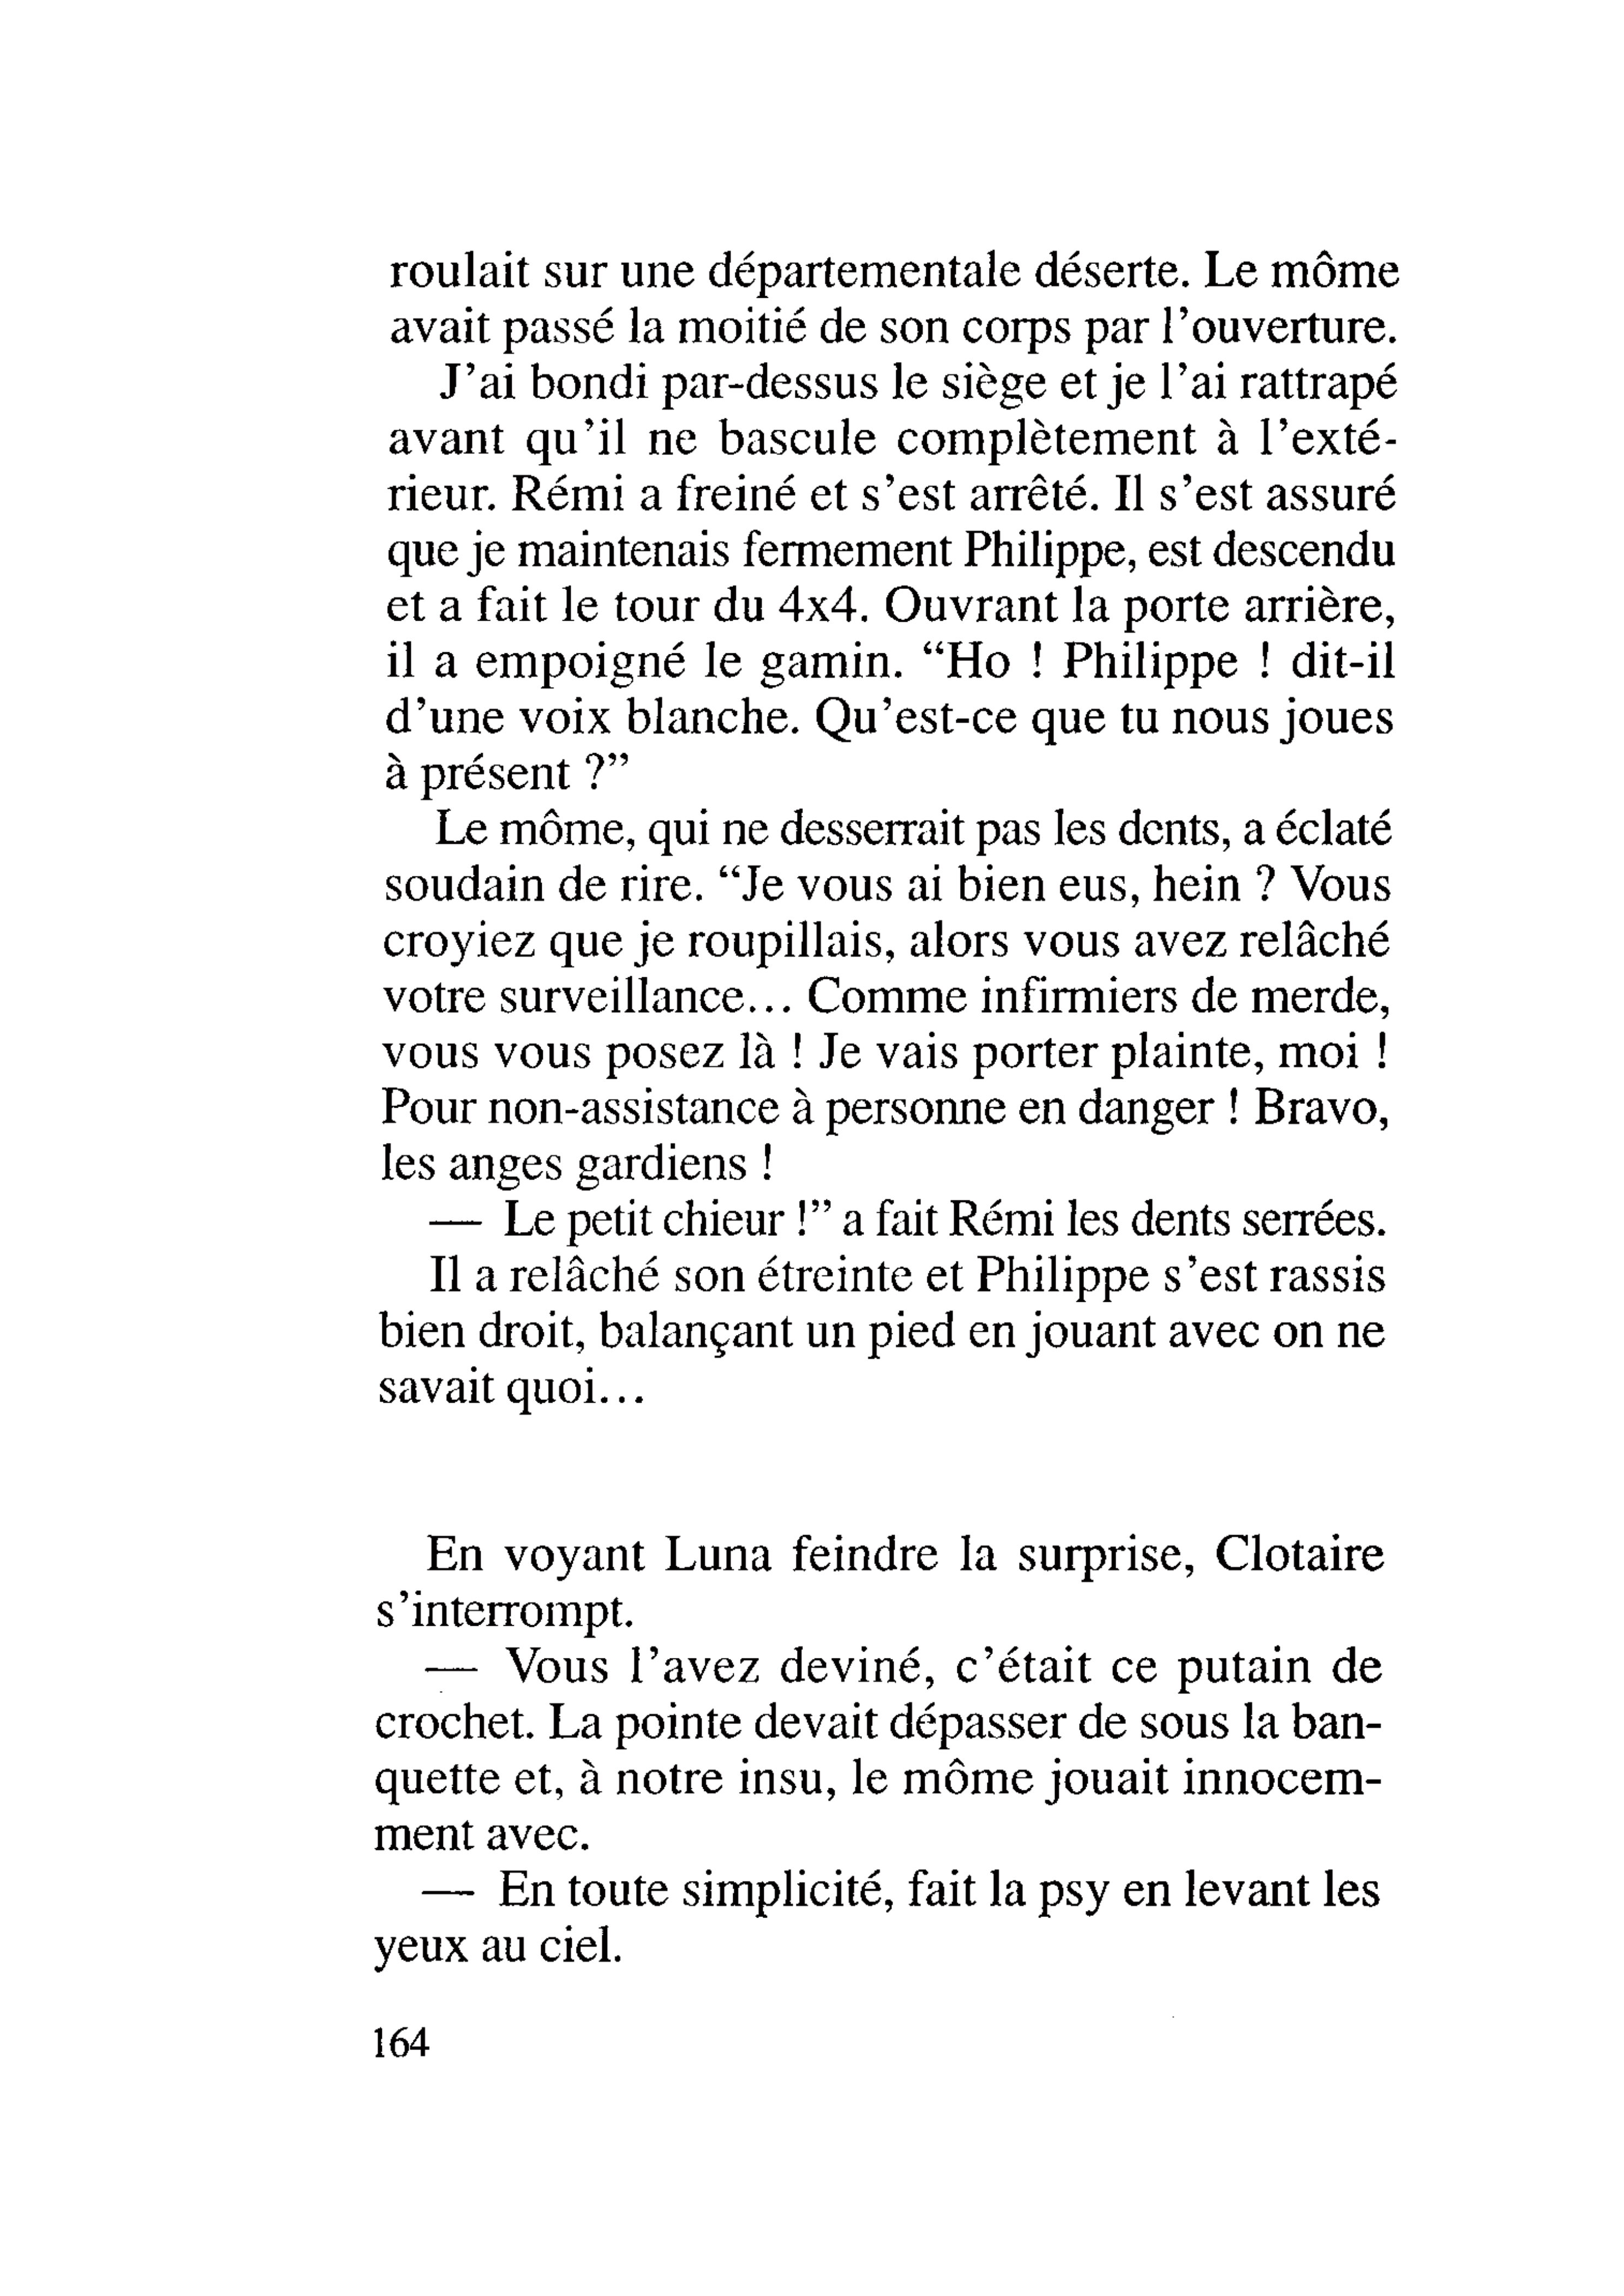 roulait sur une départementale déserte. Le môme
avait passé la moitié de son corps par l’ouverture.
J’ai bondi par-dessus le siège et je l’ai rattrapé
avant qu’il ne bascule complètement à l’exté-
rieur. Rémi a freiné et s’est arrêté. Il s’est assuré
que je maintenais fermement Philippe, est descendu
et a fait le tour du 4x4. Ouvrant la porte arrière,
il a empoigné le gamin. “Ho ! Philippe ! dit-il
d’une voix blanche. Qu’est-ce que tu nous joues
à présent ?”
Le môme, qui ne desserrait pas les dents, a éclaté
soudain de rire. “Je vous ai bien eus, hein ? Vous
croyiez que je roupillais, alors vous avez relâché
votre surveillance... Comme infirmiers de merde,
vous vous posez là ! Je vais porter plainte, moi !
Pour non-assistance à personne en danger ! Bravo,
les anges gardiens !
— Le petit chieur !” a fait Rémi les dents serrées.
Il a relâché son étreinte et Philippe s’est rassis
bien droit, balançant un pied en jouant avec on ne
savait quoi...
En voyant Luna feindre la surprise, Clotaire
s’interrompt.
— Vous l’avez deviné, c’était ce putain de
crochet. La pointe devait dépasser de sous la ban-
quette et, à notre insu, le môme jouait innocem-
ment avec.
— En toute simplicité, fait la psy en levant les
yeux au ciel.
164